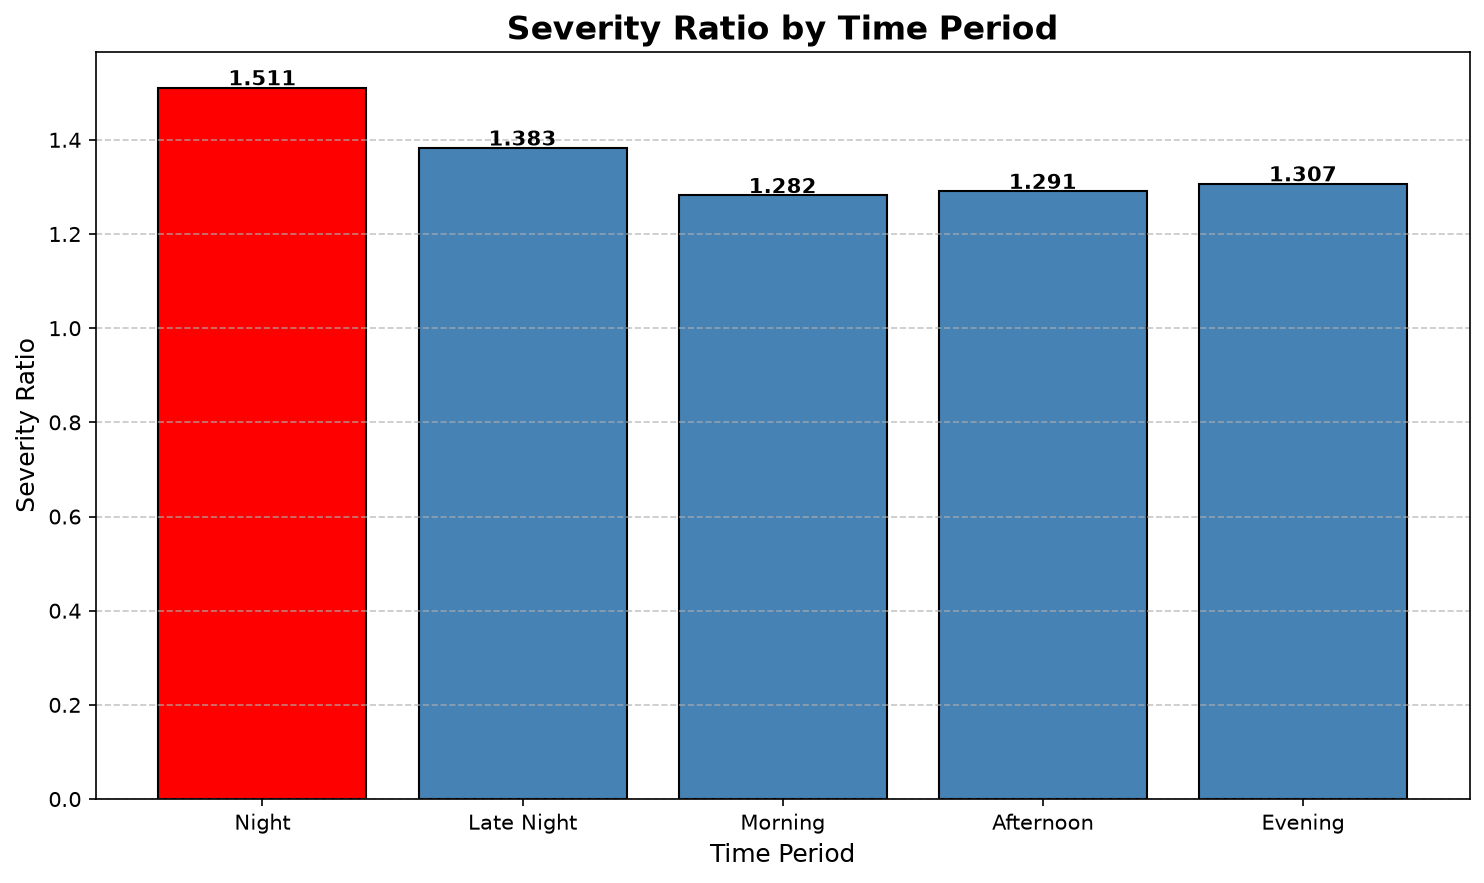 Severity Ratio by Time Period
1.511
1.383
1.282
1.291
1.307
1.4
1.2
1.0
0.8
0.6
0.4
0.2
0.0
Severity Ratio
Night
Late Night
Morning
Afternoon
Evening
Time Period